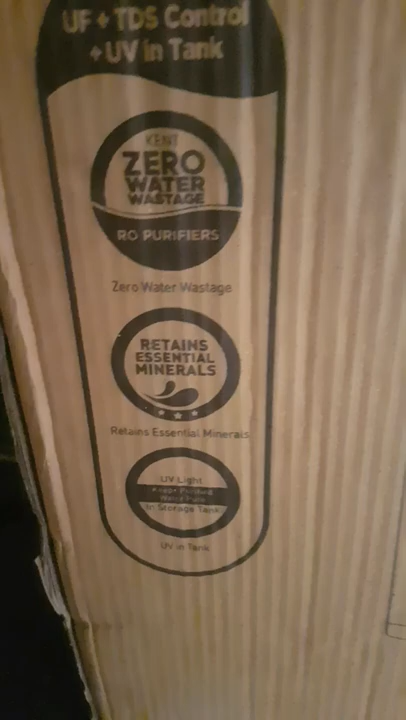 UF + TDS Control
+ UV in Tank
KENT
ZERO
WATER
WASTAGE
RO PURIFIERS
Zero Water Wastage
RETAINS
ESSENTIAL
MINERALS
Retains Essential Minerals
UV Light
Keeps Purified
Water Pure
In Storage Tank
UV in Tank